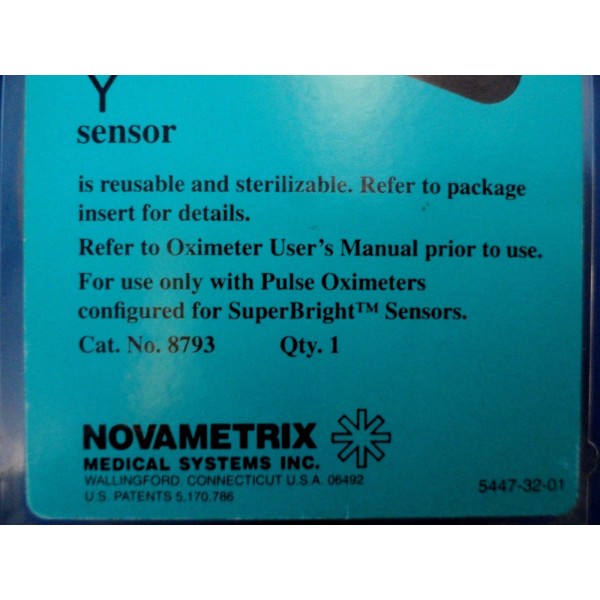 Y
sensor
is reusable and sterilizable. Refer to package
insert for details.
Refer to Oximeter User's Manual prior to use.
For use only with Pulse Oximeters
configured for SuperBright™ Sensors.
Cat. No. 8793 Qty. 1
NOVAMETRIX
MEDICAL SYSTEMS INC.
WALLINGFORD, CONNECTICUT U.S.A. 06492
U.S. PATENTS 5,170,786
5447-32-01